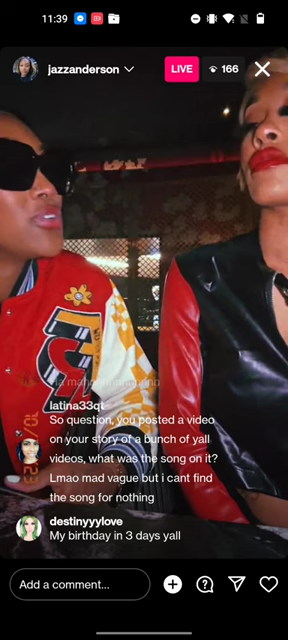 11:39
jazzanderson
LIVE
166
latina33qt
So question, you posted a video
on your story of a bunch of yall
videos, what was the song on it?
Lmao mad vague but i cant find
the song for nothing
destinyyylove
My birthday in 3 days yall
Add a comment...